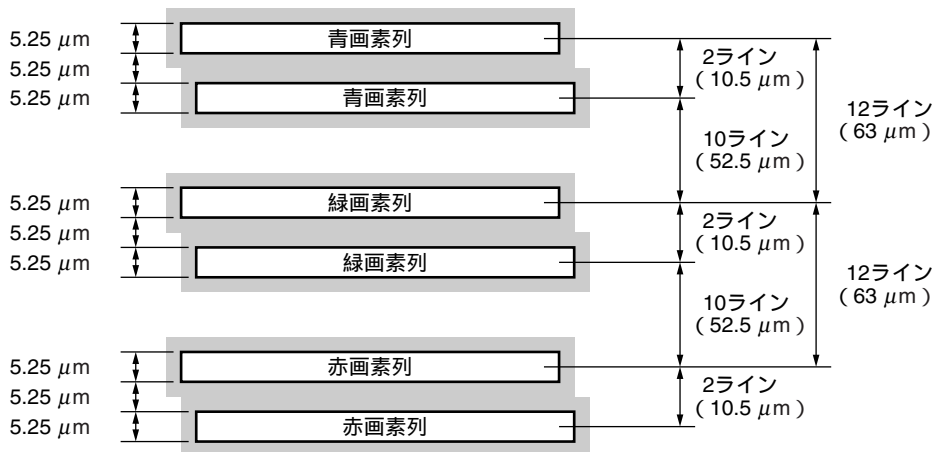 5.25 μm
5.25 μm
5.25 μm
青画素列
青画素列
2ライン
（10.5 μm）
10ライン
（52.5 μm）
12ライン
（63 μm）
5.25 μm
5.25 μm
5.25 μm
緑画素列
緑画素列
2ライン
（10.5 μm）
10ライン
（52.5 μm）
12ライン
（63 μm）
5.25 μm
5.25 μm
5.25 μm
赤画素列
赤画素列
2ライン
（10.5 μm）